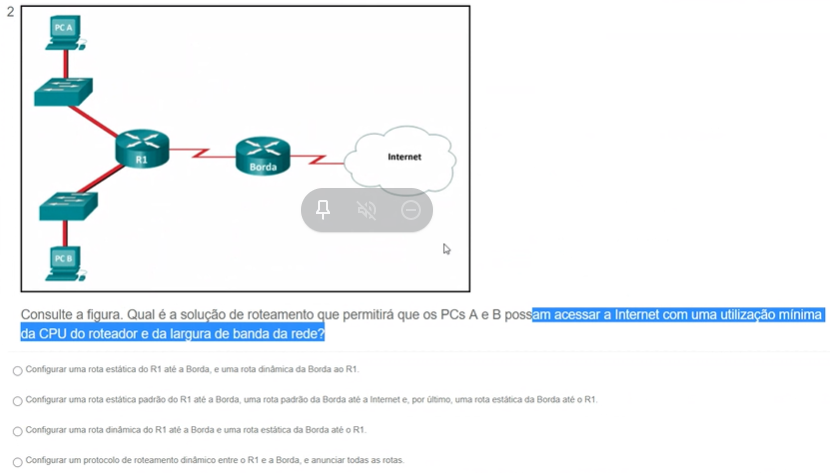 2
PC A
R1
Borda
Internet
PC B
Consulte a figura. Qual é a solução de roteamento que permitirá que os PCs A e B possam acessar a Internet com uma utilização mínima
da CPU do roteador e da largura de banda da rede?
Configurar uma rota estática do R1 até a Borda, e uma rota dinâmica da Borda ao R1.
Configurar uma rota estática padrão do R1 até a Borda, uma rota padrão da Borda até a Internet e, por último, uma rota estática da Borda até o R1.
Configurar uma rota dinâmica do R1 até a Borda e uma rota estática da Borda até o R1.
Configurar um protocolo de roteamento dinâmico entre o R1 e a Borda, e anunciar todas as rotas.